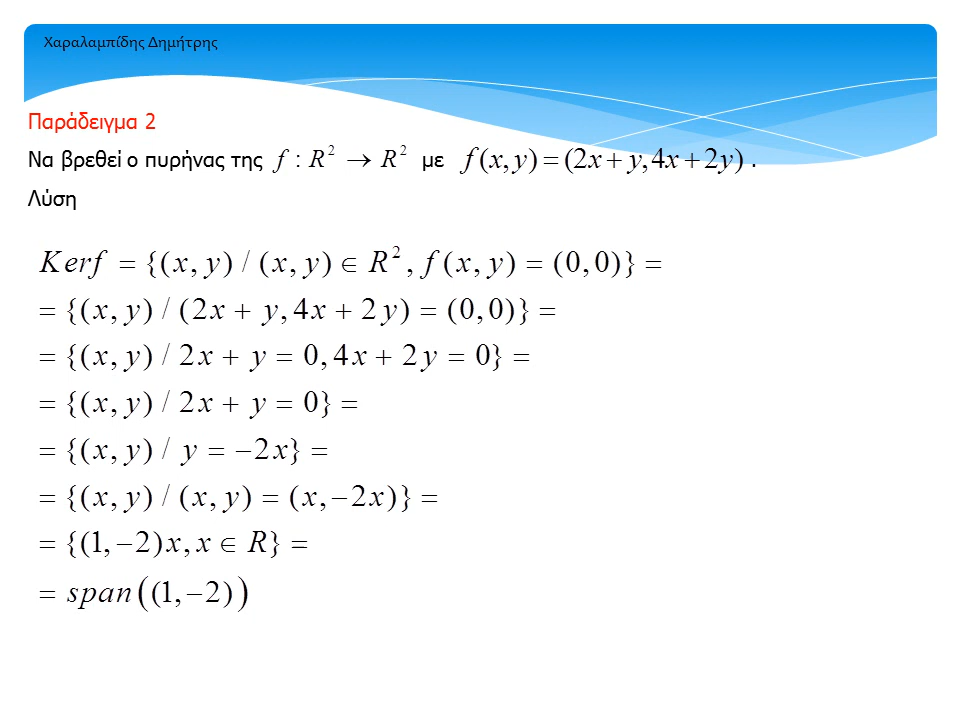 Χαραλαμπίδης Δημήτρης
Παράδειγμα 2
Να βρεθεί ο πυρήνας της f : R² → R² με f(x, y) = (2x + y, 4x + 2y) .
Λύση
Kerf = {(x, y) / (x, y) ∈ R², f(x, y) = (0,0)} =
= {(x, y) / (2x + y, 4x + 2y) = (0,0)} =
= {(x, y) / 2x + y = 0, 4x + 2y = 0} =
= {(x, y) / 2x + y = 0} =
= {(x, y) / y = −2x} =
= {(x, y) / (x, y) = (x, −2x)} =
= {(1, −2)x, x ∈ R} =
= span((1, −2))